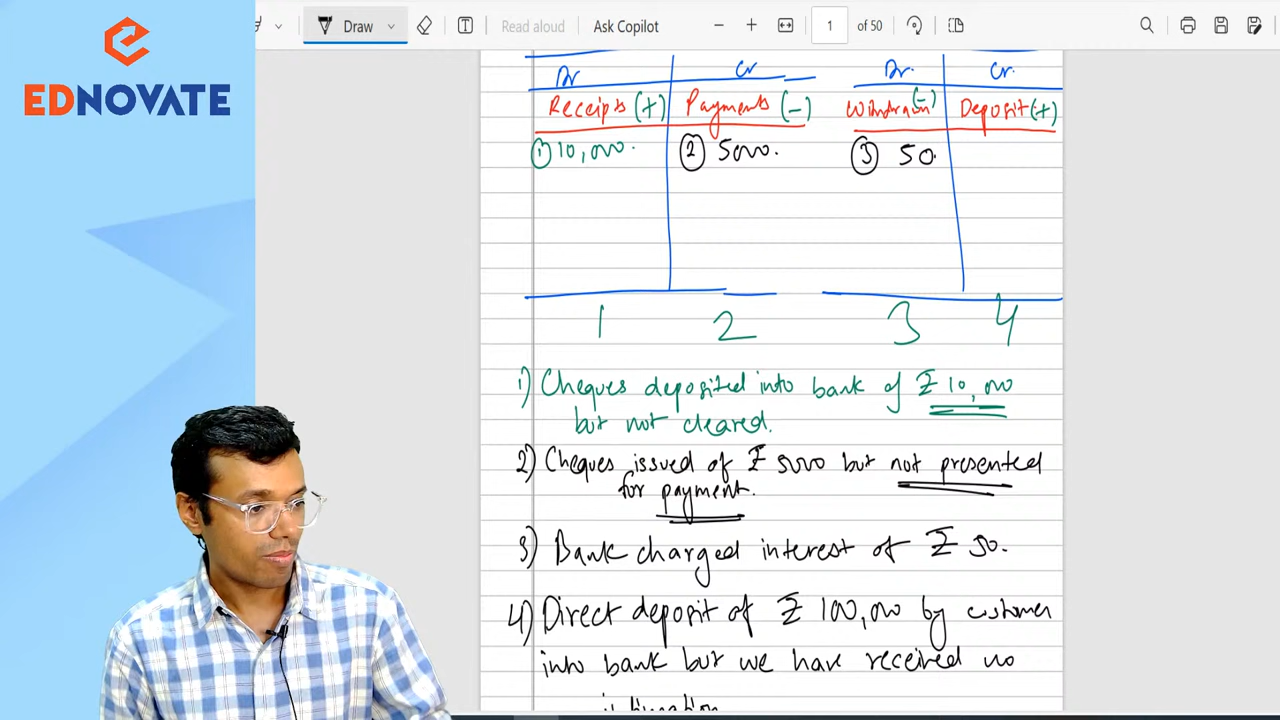 EDNOVATE
Draw
Read aloud
Ask Copilot
1 of 50
Dr Cr Dr. Cr.
Receipts (+) Payments (-) Withdrawn (-) Deposit (+)
① 10,000. ② 5000. ③ 50.
1 2 3 4
1) Cheques deposited into bank of ₹ 10,000
but not cleared.
2) Cheques issued of ₹ 5000 but not presented
for payment.
3) Bank charged interest of ₹ 50.
4) Direct deposit of ₹ 100,000 by customer
into bank but we have received no